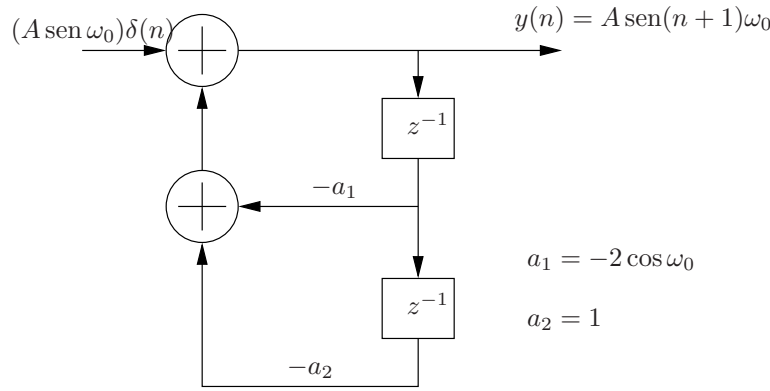 (A sen ω₀)δ(n)
y(n) = A sen(n + 1)ω₀
z⁻¹
−a₁
a₁ = −2 cos ω₀
z⁻¹
a₂ = 1
−a₂